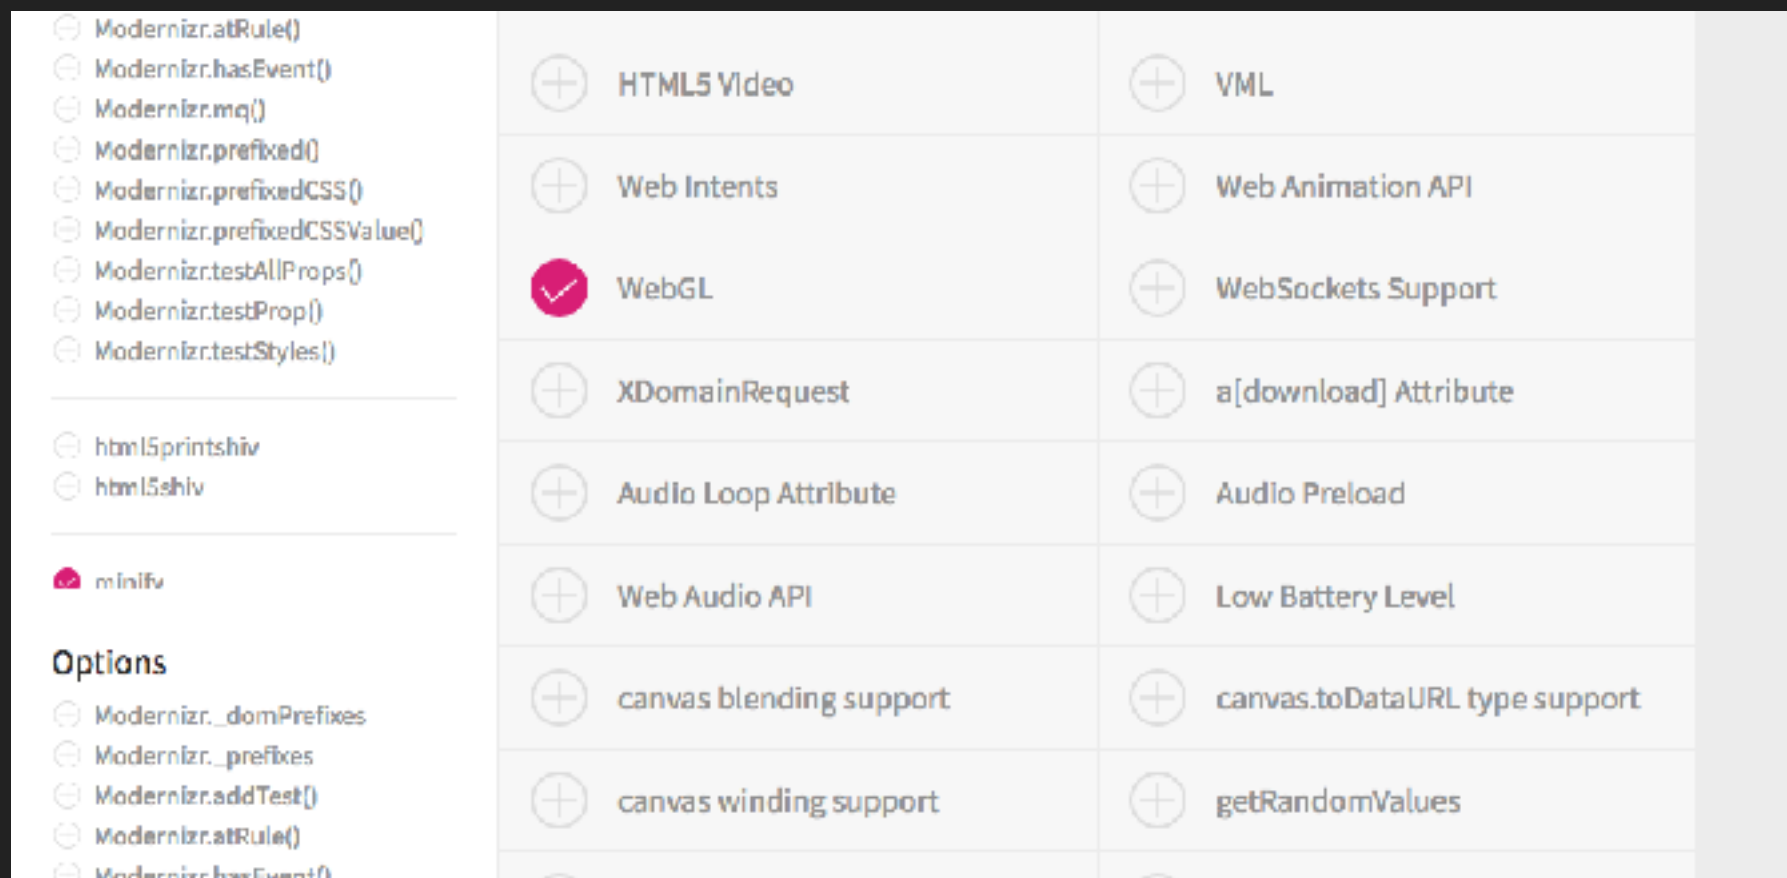 Modernizr.atRule()
Modernizr.hasEvent()
Modernizr.mq()
Modernizr.prefixed()
Modernizr.prefixedCSS()
Modernizr.prefixedCSSValue()
Modernizr.testAllProps()
Modernizr.testProp()
Modernizr.testStyles()
html5printshiv
html5shiv
minify
Options
Modernizr._domPrefixes
Modernizr._prefixes
Modernizr.addTest()
Modernizr.atRule()
Modernizr.hasEvent()
HTML5 Video
VML
Web Intents
Web Animation API
WebGL
WebSockets Support
XDomainRequest
a[download] Attribute
Audio Loop Attribute
Audio Preload
Web Audio API
Low Battery Level
canvas blending support
canvas.toDataURL type support
canvas winding support
getRandomValues